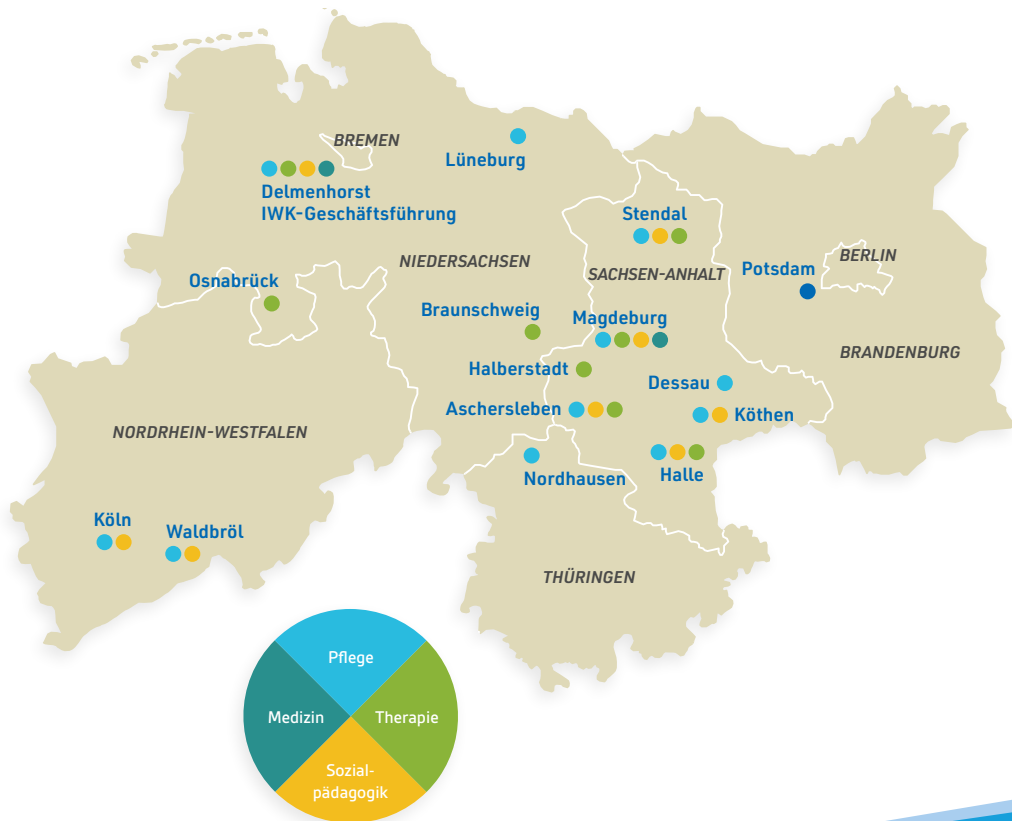 BREMEN
Lüneburg
Delmenhorst
IWK-Geschäftsführung
Stendal
NIEDERSACHSEN
SACHSEN-ANHALT
Potsdam
BERLIN
Osnabrück
Braunschweig
Magdeburg
BRANDENBURG
Halberstadt
Dessau
Aschersleben
Köthen
NORDRHEIN-WESTFALEN
Nordhausen
Halle
Köln
Waldbröl
THÜRINGEN
Pflege
Medizin
Therapie
Sozial-
pädagogik